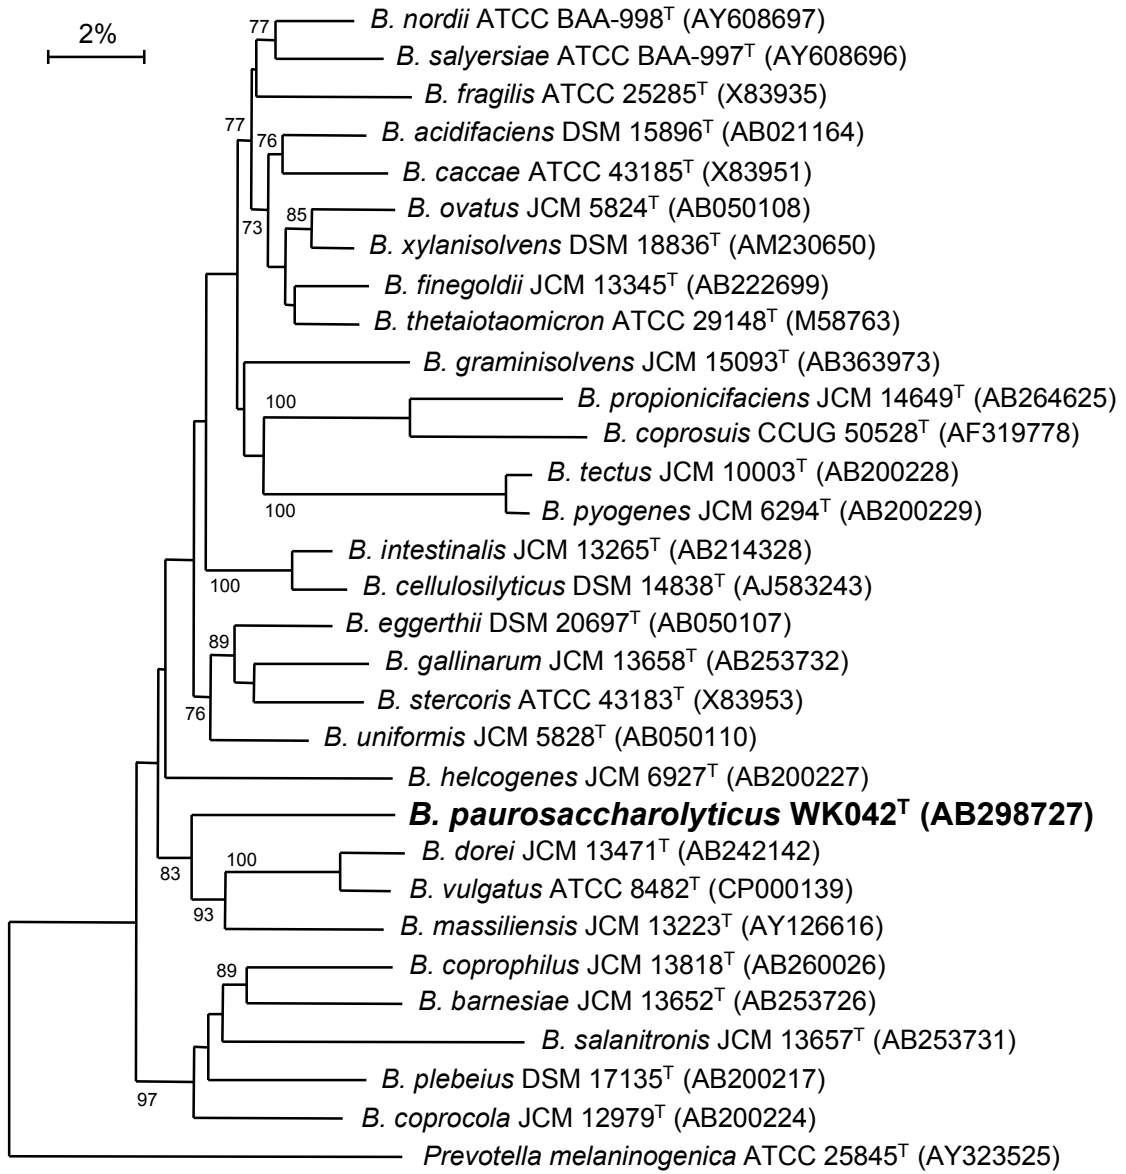 2%
77
B. nordii ATCC BAA-998T (AY608697)
B. salyersiae ATCC BAA-997T (AY608696)
B. fragilis ATCC 25285T (X83935)
77
76
B. acidifaciens DSM 15896T (AB021164)
B. caccae ATCC 43185T (X83951)
73
85
B. ovatus JCM 5824T (AB050108)
B. xylanisolvens DSM 18836T (AM230650)
B. finegoldii JCM 13345T (AB222699)
B. thetaiotaomicron ATCC 29148T (M58763)
B. graminisolvens JCM 15093T (AB363973)
100
B. propionicifaciens JCM 14649T (AB264625)
B. coprosuis CCUG 50528T (AF319778)
B. tectus JCM 10003T (AB200228)
100
B. pyogenes JCM 6294T (AB200229)
B. intestinalis JCM 13265T (AB214328)
100
B. cellulosilyticus DSM 14838T (AJ583243)
B. eggerthii DSM 20697T (AB050107)
89
B. gallinarum JCM 13658T (AB253732)
B. stercoris ATCC 43183T (X83953)
76
B. uniformis JCM 5828T (AB050110)
B. helcogenes JCM 6927T (AB200227)
B. paurosaccharolyticus WK042T (AB298727)
83
100
B. dorei JCM 13471T (AB242142)
B. vulgatus ATCC 8482T (CP000139)
93
B. massiliensis JCM 13223T (AY126616)
89
B. coprophilus JCM 13818T (AB260026)
B. barnesiae JCM 13652T (AB253726)
B. salanitronis JCM 13657T (AB253731)
B. plebeius DSM 17135T (AB200217)
97
B. coprocola JCM 12979T (AB200224)
Prevotella melaninogenica ATCC 25845T (AY323525)